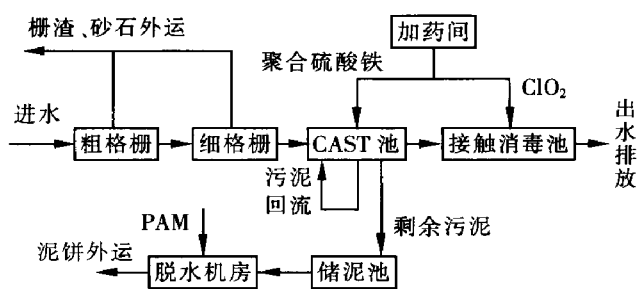 栅渣、砂石外运
加药间
聚合硫酸铁
ClO₂
进水
粗格栅
细格栅
CAST池
接触消毒池
出水排放
污泥
回流
PAM
剩余污泥
泥饼外运
脱水机房
储泥池